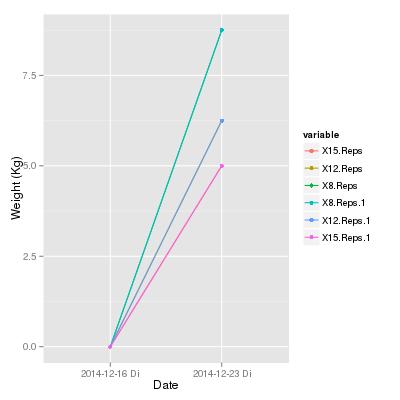 Weight (Kg)
7.5
5.0
2.5
0.0
2014-12-16 Di
2014-12-23 Di
Date
variable
X15.Reps
X12.Reps
X8.Reps
X8.Reps.1
X12.Reps.1
X15.Reps.1